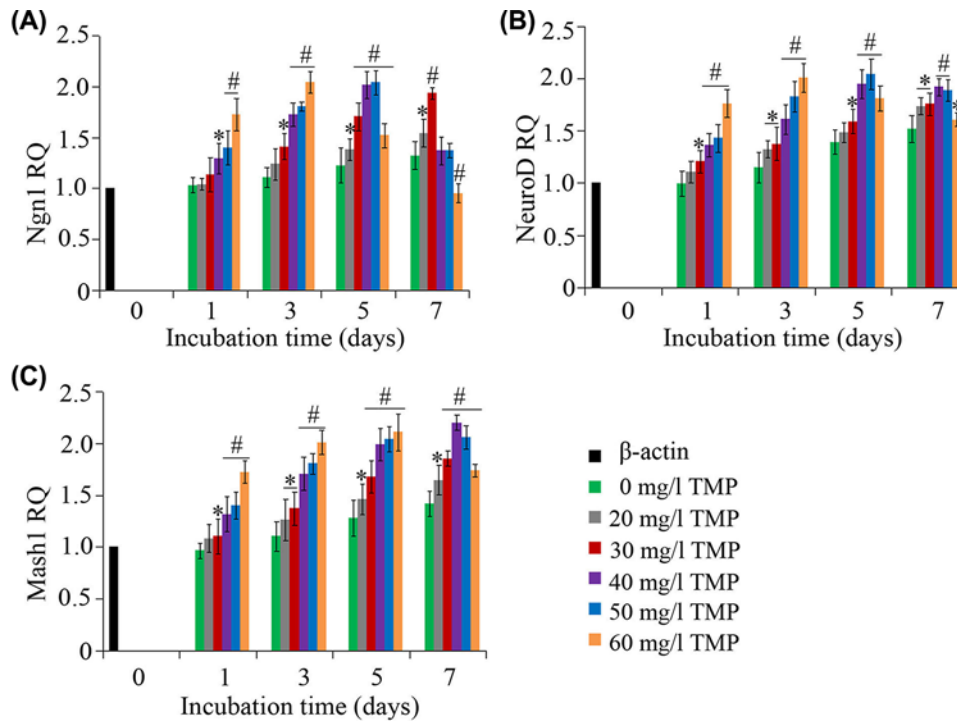 (A)
Ngn1 RQ
2.5
2.0
1.5
1.0
0.5
0
#
*
#
*
#
*
#
*
#
0 1 3 5 7
Incubation time (days)
(B)
NeuroD RQ
2.5
2.0
1.5
1.0
0.5
0
#
*
#
*
#
*
#
*
*
0 1 3 5 7
Incubation time (days)
(C)
Mash1 RQ
2.5
2.0
1.5
1.0
0.5
0
#
*
#
*
#
*
#
*
0 1 3 5 7
Incubation time (days)
β-actin
0 mg/l TMP
20 mg/l TMP
30 mg/l TMP
40 mg/l TMP
50 mg/l TMP
60 mg/l TMP